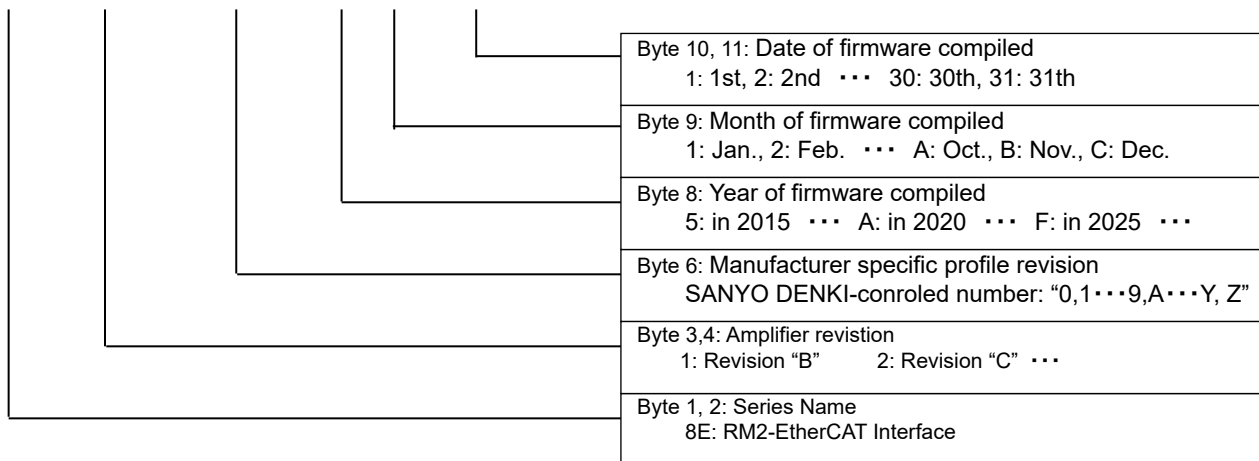 Byte 10, 11: Date of firmware compiled
1: 1st, 2: 2nd ・・・ 30: 30th, 31: 31th
Byte 9: Month of firmware compiled
1: Jan., 2: Feb. ・・・ A: Oct., B: Nov., C: Dec.
Byte 8: Year of firmware compiled
5: in 2015 ・・・ A: in 2020 ・・・ F: in 2025 ・・・
Byte 6: Manufacturer specific profile revision
SANYO DENKI-conroled number: “0,1・・・9,A・・・Y, Z”
Byte 3,4: Amplifier revistion
1: Revision “B” 2: Revision “C” ・・・
Byte 1, 2: Series Name
8E: RM2-EtherCAT Interface